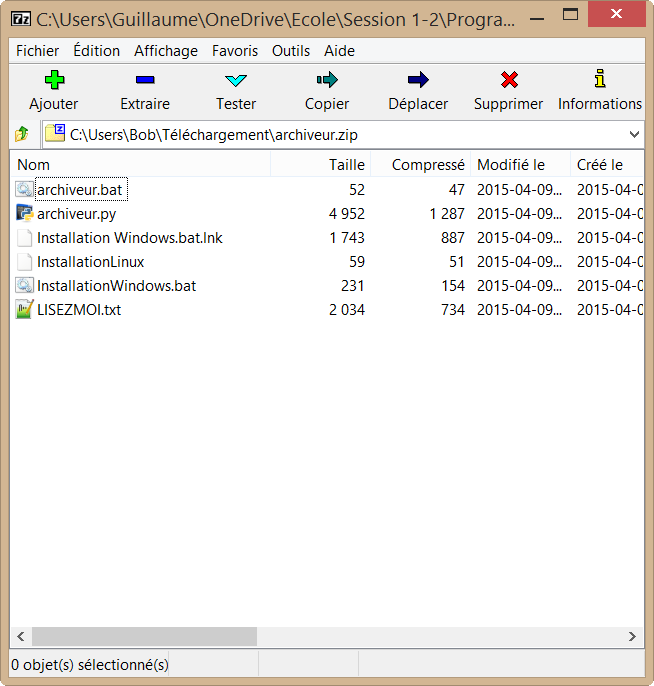 7z C:\Users\Guillaume\OneDrive\Ecole\Session 1-2\Progra...
Fichier Édition Affichage Favoris Outils Aide
Ajouter Extraire Tester Copier Déplacer Supprimer Informations
C:\Users\Bob\Téléchargement\archiveur.zip
Nom Taille Compressé Modifié le Créé le
archiveur.bat 52 47 2015-04-09... 2015-04-0
archiveur.py 4 952 1 287 2015-04-09... 2015-04-0
Installation Windows.bat.lnk 1 743 887 2015-04-09... 2015-04-0
InstallationLinux 59 51 2015-04-09... 2015-04-0
InstallationWindows.bat 231 154 2015-04-09... 2015-04-0
LISEZMOI.txt 2 034 734 2015-04-09... 2015-04-0
0 objet(s) sélectionné(s)